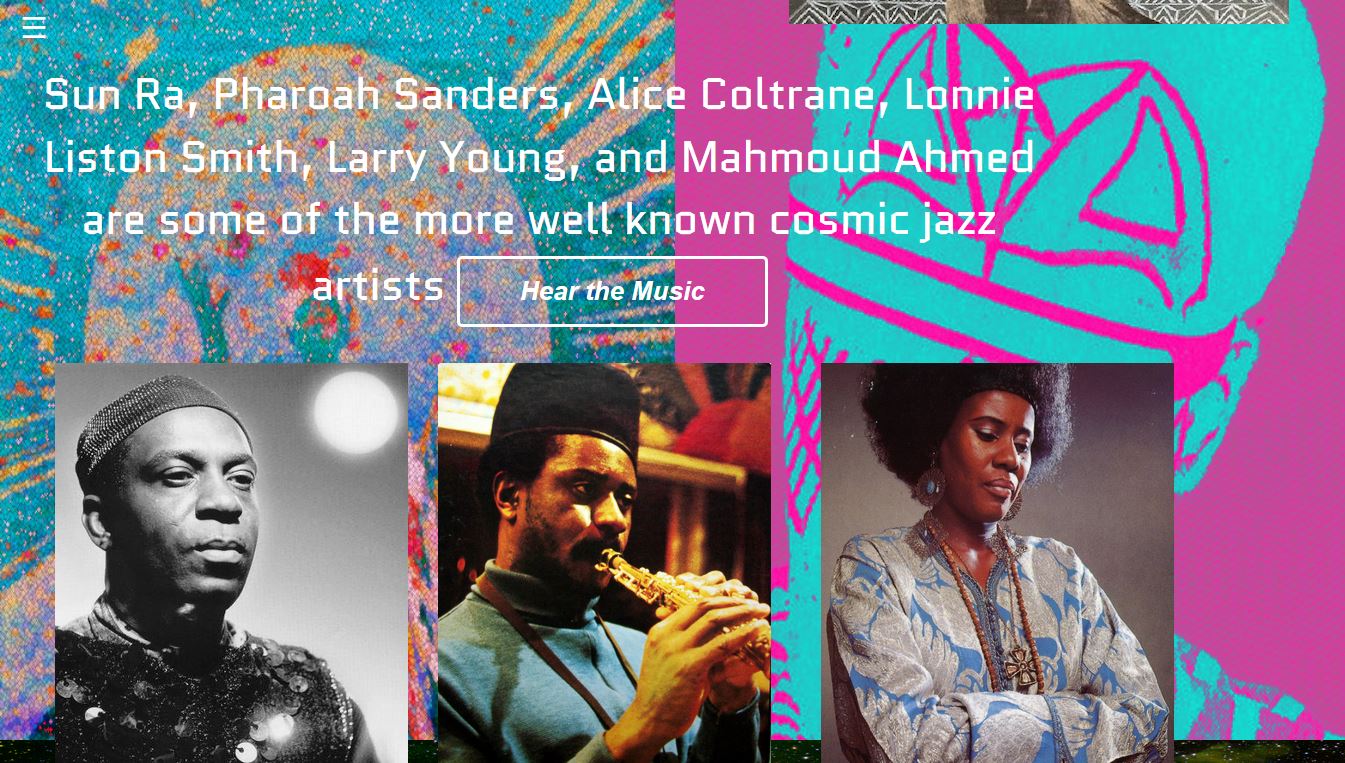 Sun Ra, Pharoah Sanders, Alice Coltrane, Lonnie
Liston Smith, Larry Young, and Mahmoud Ahmed
are some of the more well known cosmic jazz
artists Hear the Music